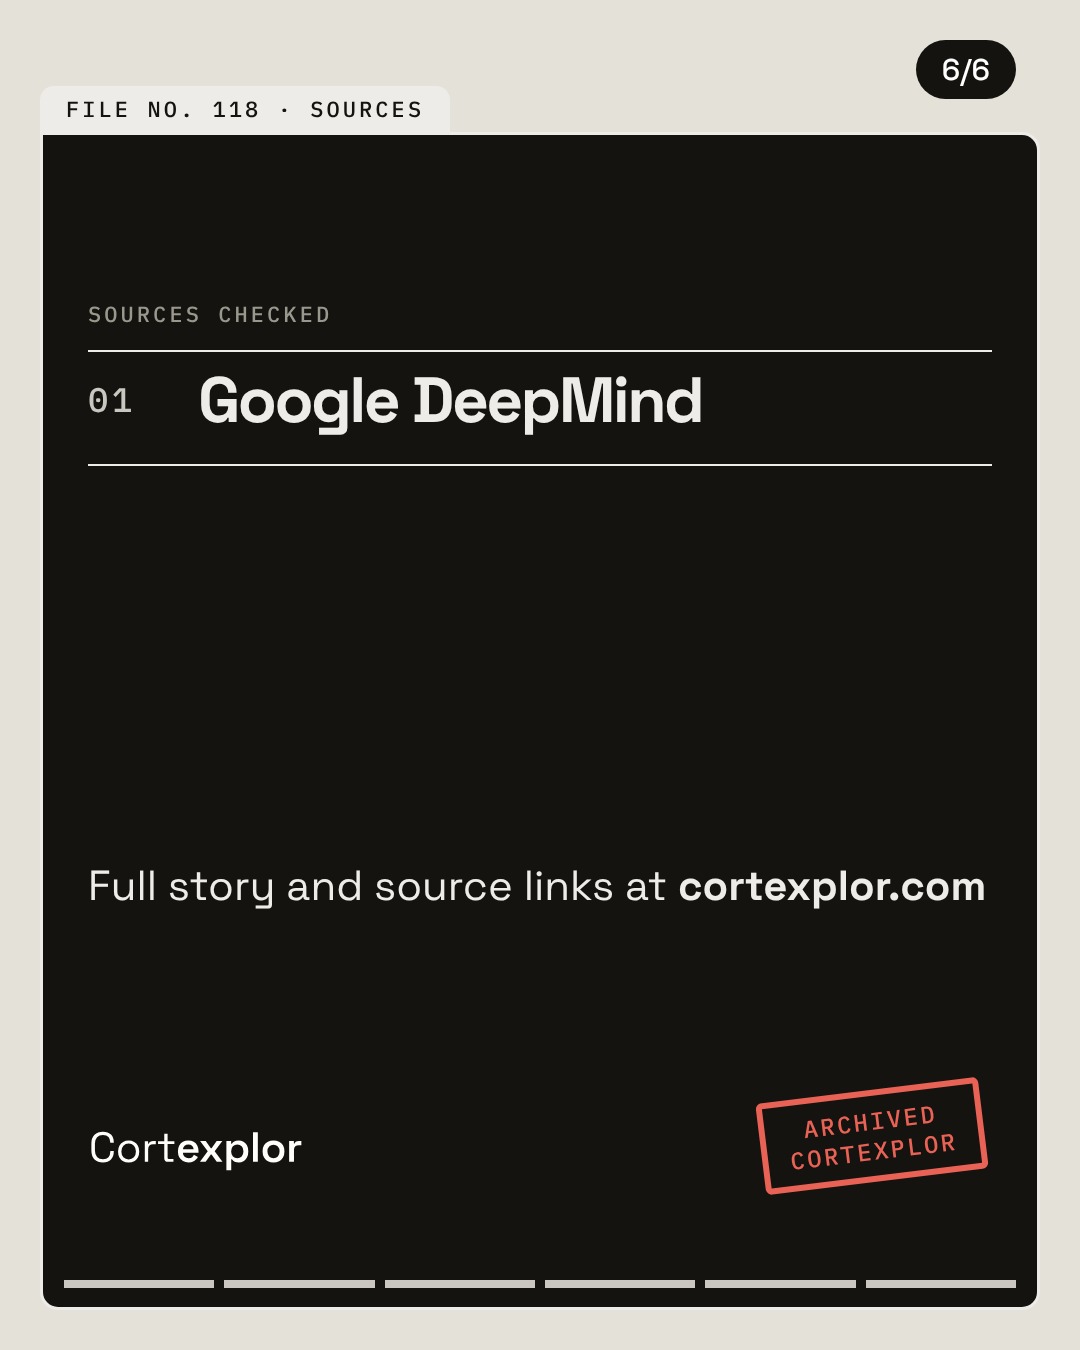 6/6
FILE NO. 118 · SOURCES
SOURCES CHECKED
01 Google DeepMind
Full story and source links at cortexplor.com
Cortexplor
ARCHIVED
CORTEXPLOR